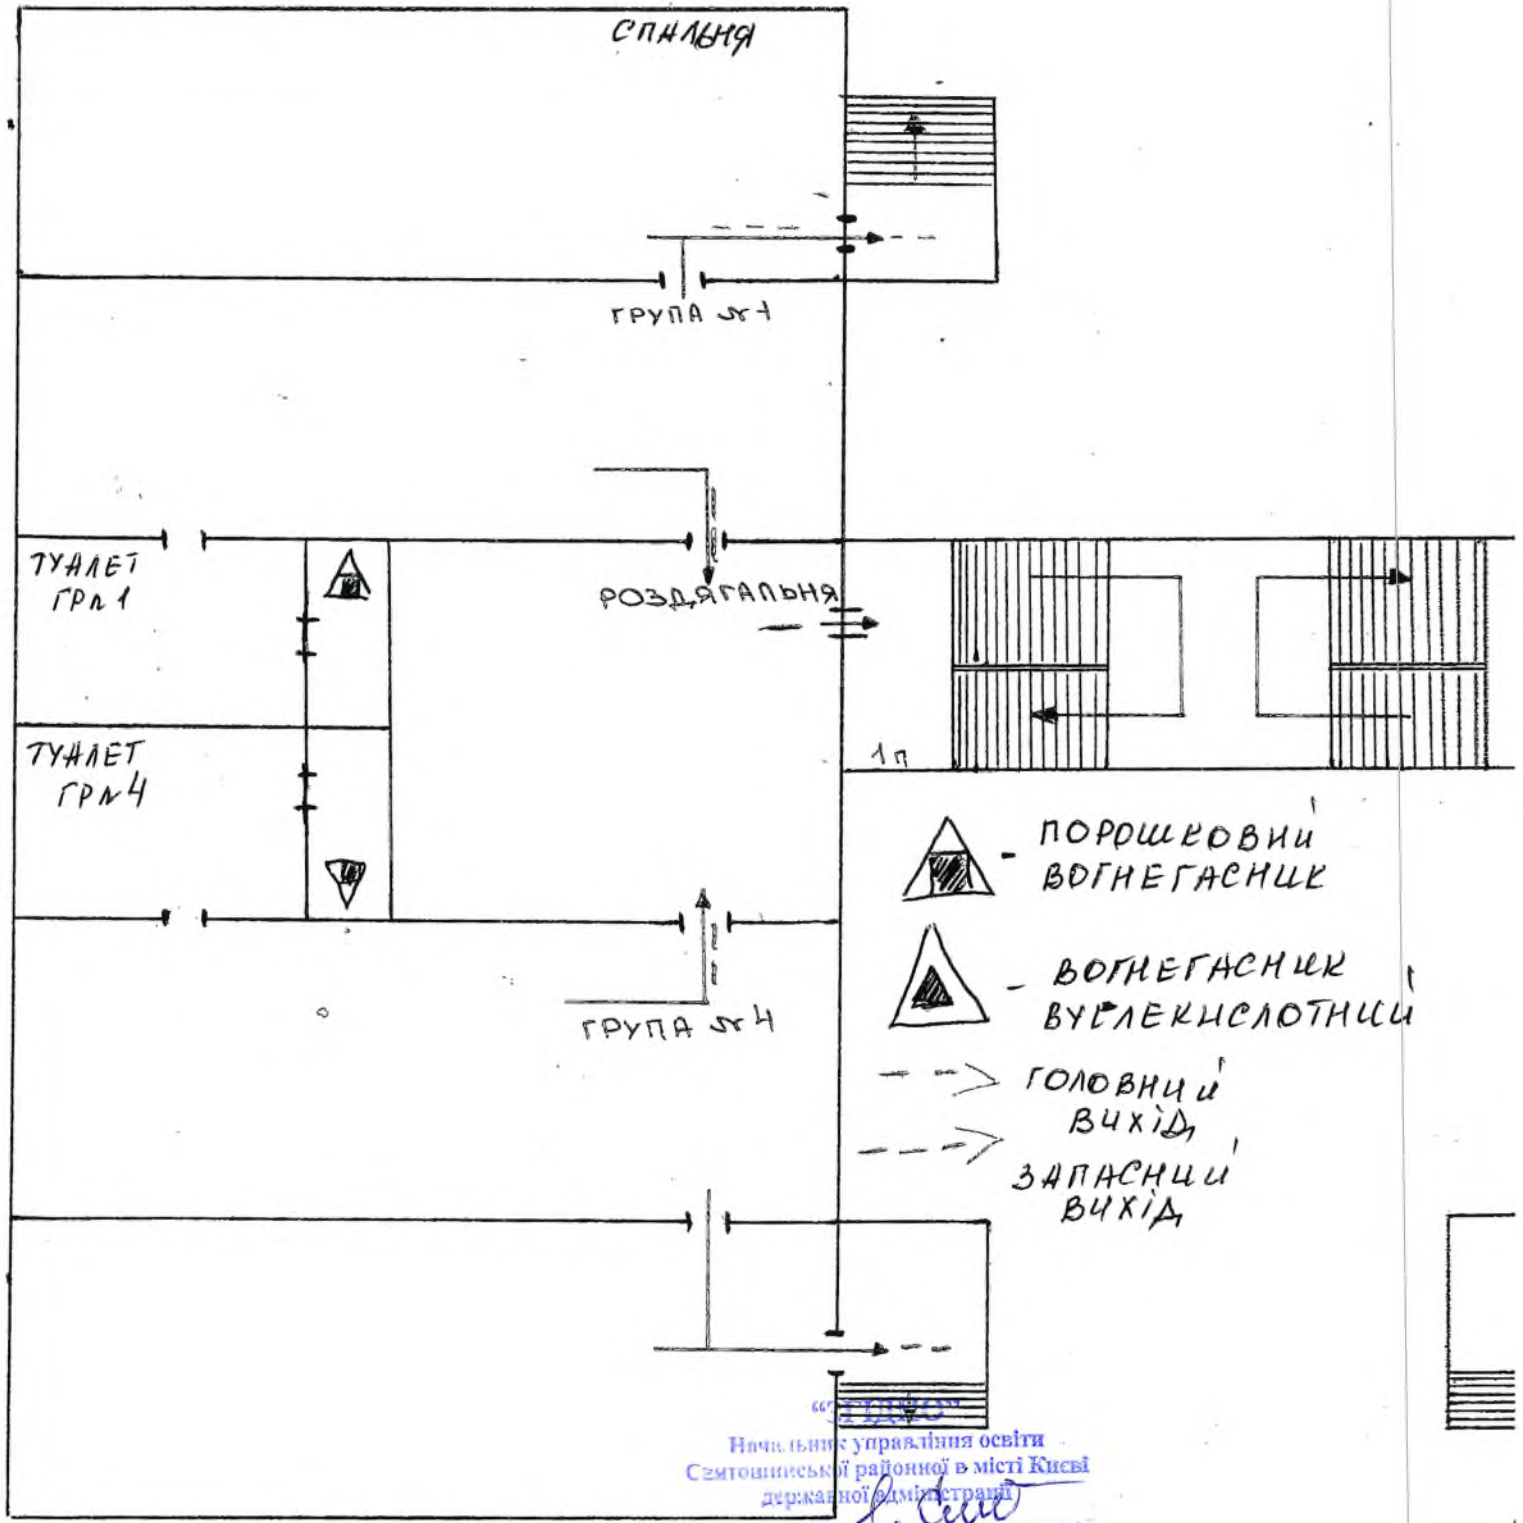 СПАЛЬНЯ
ГРУПА №1
ТУАЛЕТ
ГР№1
РОЗДЯГАЛЬНЯ
ТУАЛЕТ
ГР№4
1п
ПОРОШКОВИЙ
ВОГНЕГАСНИК
ВОГНЕГАСНИК
ВУГЛЕКИСЛОТНИЙ
ГРУПА №4
ГОЛОВНИЙ
ВИХІД
ЗАПАСНИЙ
ВИХІД
"ЗГІДНО"
Начальник управління освіти
Святошинської районної в місті Києві
державної адміністрації